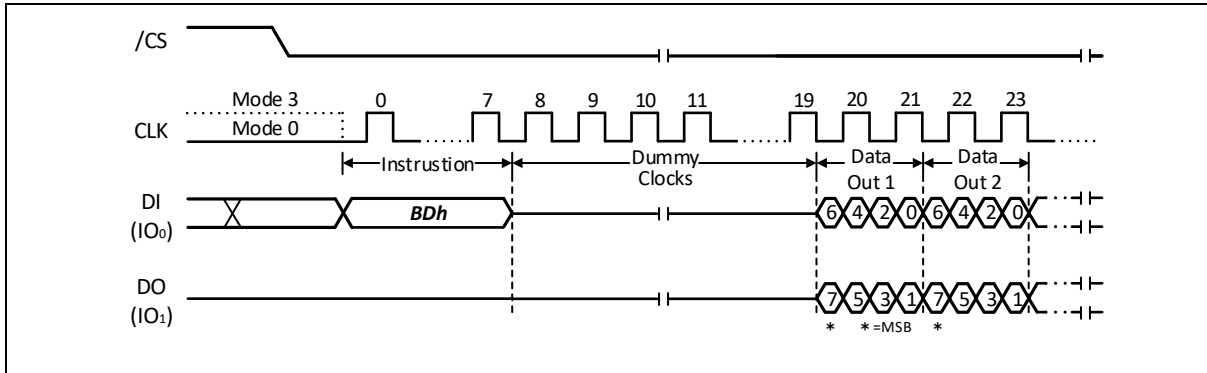 /CS
Mode 3 0 7 8 9 10 11 19 20 21 22 23
CLK Mode 0
Instrustion Dummy Data Data
Clocks Out 1 Out 2
DI
(IO0) BDh 6 4 2 0 6 4 2 0
DO
(IO1) 7 5 3 1 7 5 3 1
* * =MSB *